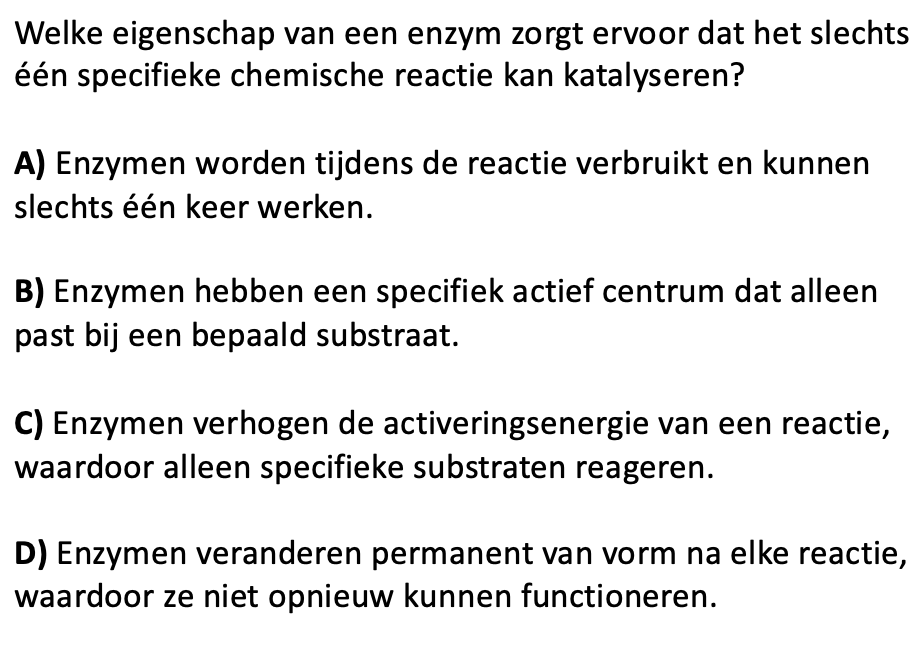 Welke eigenschap van een enzym zorgt ervoor dat het slechts
één specifieke chemische reactie kan katalyseren?
A) Enzymen worden tijdens de reactie verbruikt en kunnen
slechts één keer werken.
B) Enzymen hebben een specifiek actief centrum dat alleen
past bij een bepaald substraat.
C) Enzymen verhogen de activeringsenergie van een reactie,
waardoor alleen specifieke substraten reageren.
D) Enzymen veranderen permanent van vorm na elke reactie,
waardoor ze niet opnieuw kunnen functioneren.